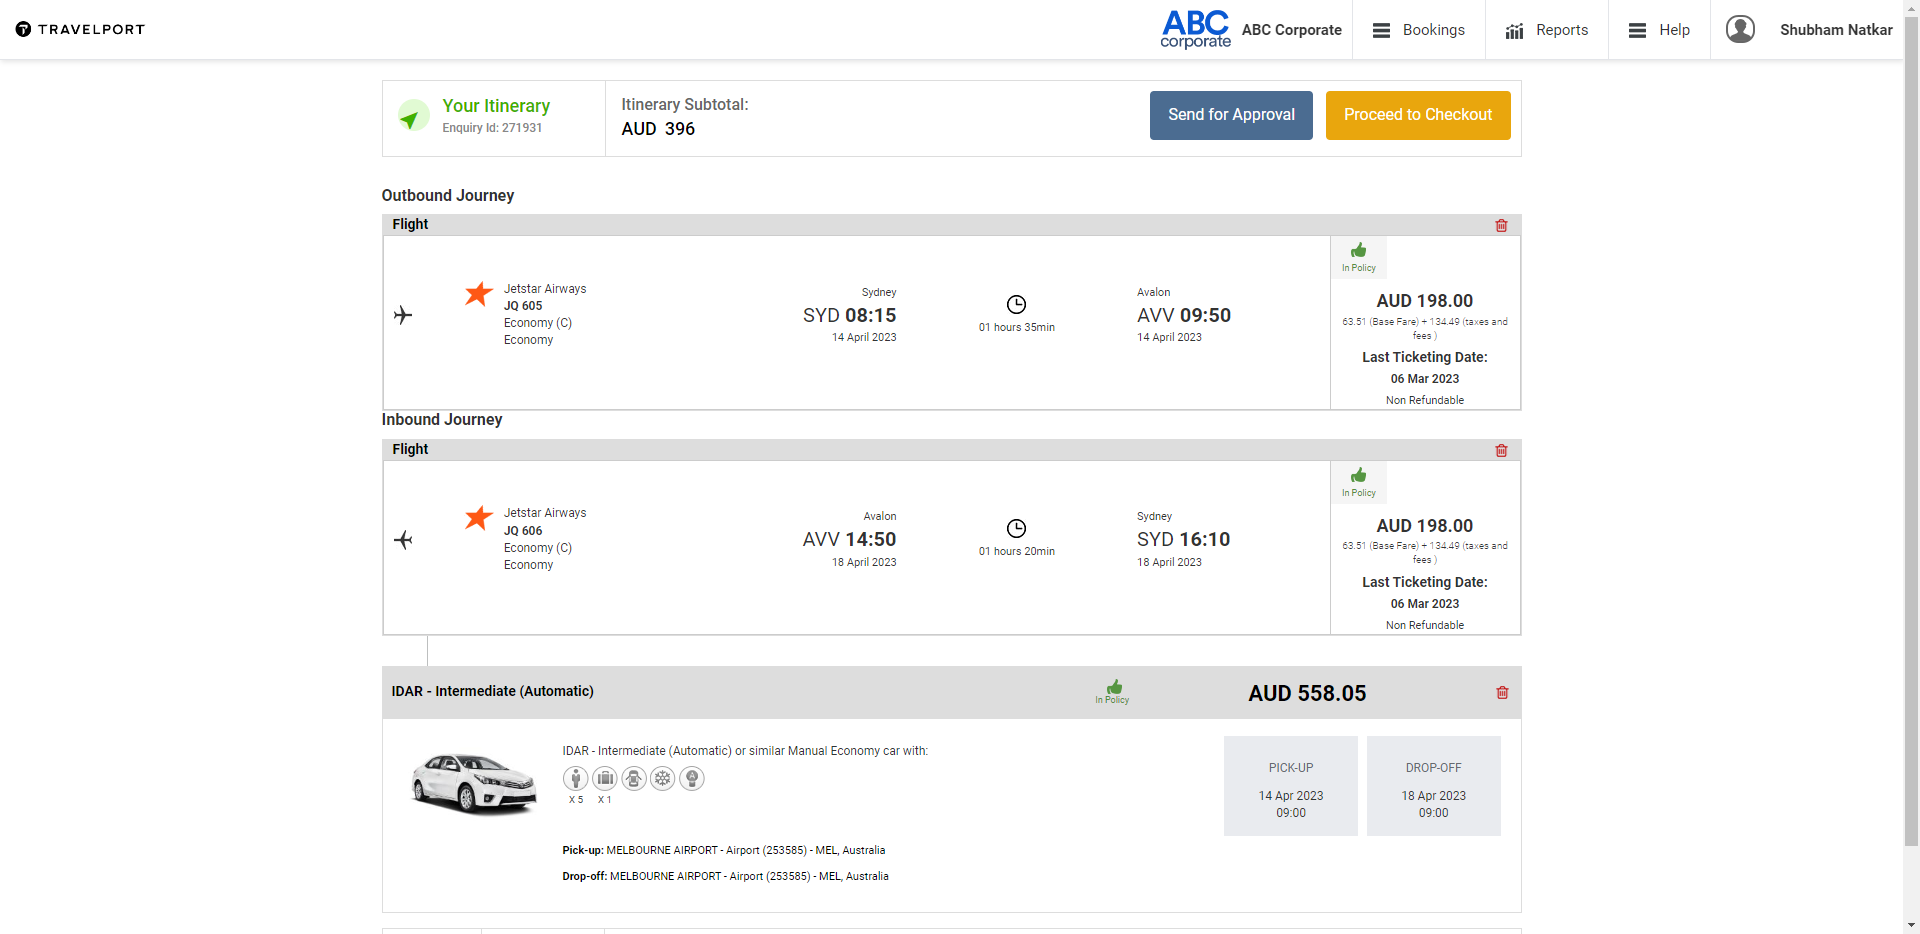 TRAVELPORT
ABC
corporate
ABC Corporate
Bookings
Reports
Help
Shubham Natkar
Your Itinerary
Enquiry Id: 271931
Itinerary Subtotal:
AUD 396
Send for Approval
Proceed to Checkout
Outbound Journey
Flight
In Policy
Jetstar Airways
JQ 605
Economy (C)
Economy
Sydney
SYD 08:15
14 April 2023
01 hours 35min
Avalon
AVV 09:50
14 April 2023
AUD 198.00
63.51 (Base Fare) + 134.49 (taxes and
fees )
Last Ticketing Date:
06 Mar 2023
Non Refundable
Inbound Journey
Flight
In Policy
Jetstar Airways
JQ 606
Economy (C)
Economy
Avalon
AVV 14:50
18 April 2023
01 hours 20min
Sydney
SYD 16:10
18 April 2023
AUD 198.00
63.51 (Base Fare) + 134.49 (taxes and
fees )
Last Ticketing Date:
06 Mar 2023
Non Refundable
IDAR - Intermediate (Automatic)
In Policy
AUD 558.05
IDAR - Intermediate (Automatic) or similar Manual Economy car with:
A
X 5
X 1
PICK-UP
14 Apr 2023
09:00
DROP-OFF
18 Apr 2023
09:00
Pick-up: MELBOURNE AIRPORT - Airport (253585) - MEL, Australia
Drop-off: MELBOURNE AIRPORT - Airport (253585) - MEL, Australia